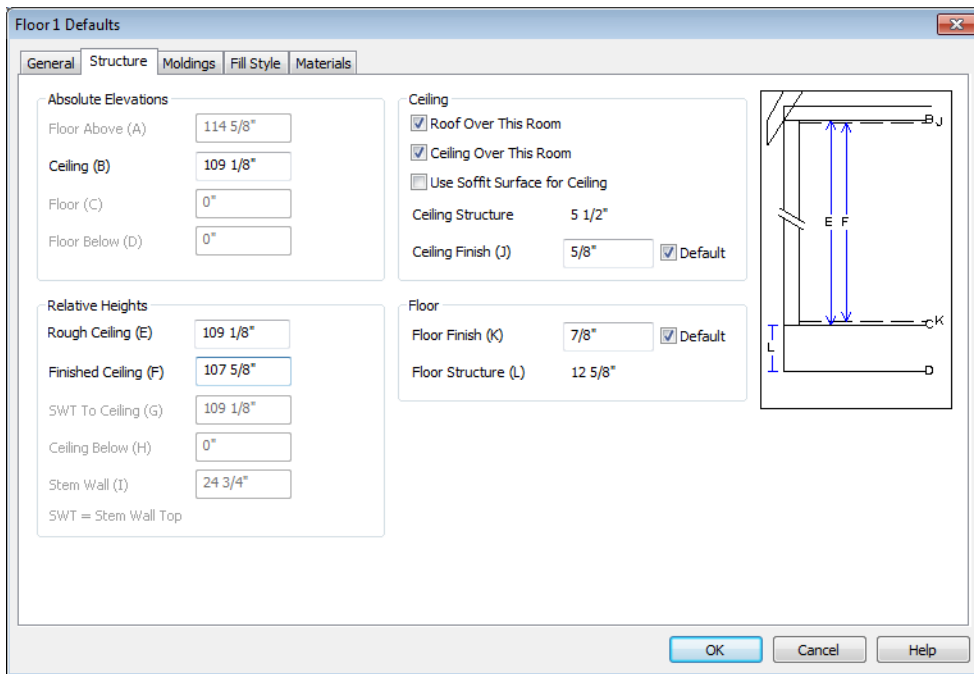 Floor 1 Defaults
General Structure Moldings Fill Style Materials
Absolute Elevations
Floor Above (A) 114 5/8"
Ceiling (B) 109 1/8"
Floor (C) 0"
Floor Below (D) 0"
Ceiling
Roof Over This Room
Ceiling Over This Room
Use Soffit Surface for Ceiling
Ceiling Structure 5 1/2"
Ceiling Finish (J) 5/8" Default
Relative Heights
Rough Ceiling (E) 109 1/8"
Finished Ceiling (F) 107 5/8"
SWT To Ceiling (G) 109 1/8"
Ceiling Below (H) 0"
Stem Wall (I) 24 3/4"
SWT = Stem Wall Top
Floor
Floor Finish (K) 7/8" Default
Floor Structure (L) 12 5/8"
B J
E F
C K
L
D
OK Cancel Help